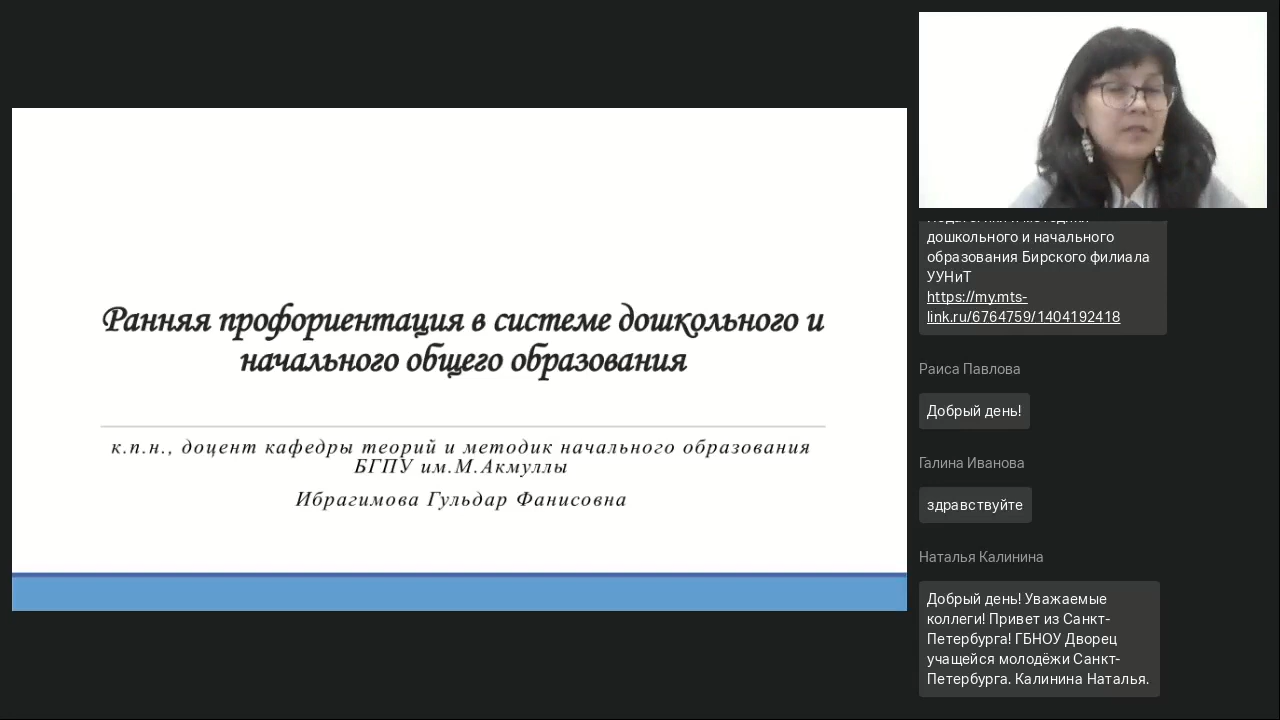 Ранняя профориентация в системе дошкольного и
начального общего образования
к.п.н., доцент кафедры теорий и методик начального образования
БГПУ им.М.Акмуллы
Ибрагимова Гульдар Фанисовна
дошкольного и начального
образования Бирского филиала
УУНиТ
https://my.mts-
link.ru/6764759/1404192418
Раиса Павлова
Добрый день!
Галина Иванова
здравствуйте
Наталья Калинина
Добрый день! Уважаемые
коллеги! Привет из Санкт-
Петербурга! ГБНОУ Дворец
учащейся молодёжи Санкт-
Петербурга. Калинина Наталья.